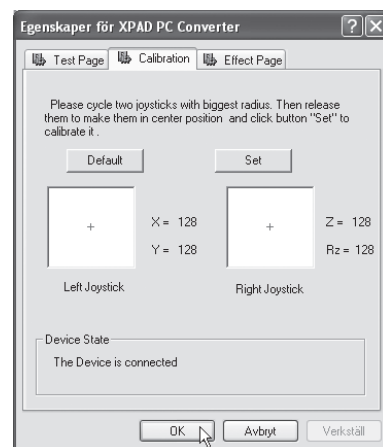 Egenskaper för XPAD PC Converter
Test Page Calibration Effect Page
Please cycle two joysticks with biggest radius. Then release
them to make them in center position and click button "Set" to
calibrate it .
Default Set
X = 128 Z = 128
Y = 128 Rz = 128
Left Joystick Right Joystick
Device State
The Device is connected
OK Avbryt Verkställ